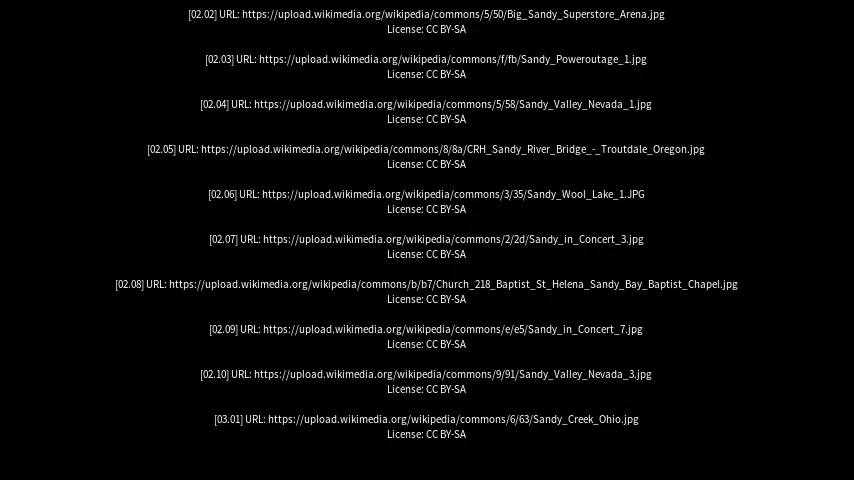 [02.02] URL: https://upload.wikimedia.org/wikipedia/commons/5/50/Big_Sandy_Superstore_Arena.jpg
License: CC BY-SA
[02.03] URL: https://upload.wikimedia.org/wikipedia/commons/f/fb/Sandy_Poweroutage_1.jpg
License: CC BY-SA
[02.04] URL: https://upload.wikimedia.org/wikipedia/commons/5/58/Sandy_Valley_Nevada_1.jpg
License: CC BY-SA
[02.05] URL: https://upload.wikimedia.org/wikipedia/commons/8/8a/CRH_Sandy_River_Bridge_-_Troutdale_Oregon.jpg
License: CC BY-SA
[02.06] URL: https://upload.wikimedia.org/wikipedia/commons/3/35/Sandy_Wool_Lake_1.JPG
License: CC BY-SA
[02.07] URL: https://upload.wikimedia.org/wikipedia/commons/2/2d/Sandy_in_Concert_3.jpg
License: CC BY-SA
[02.08] URL: https://upload.wikimedia.org/wikipedia/commons/b/b7/Church_218_Baptist_St_Helena_Sandy_Bay_Baptist_Chapel.jpg
License: CC BY-SA
[02.09] URL: https://upload.wikimedia.org/wikipedia/commons/e/e5/Sandy_in_Concert_7.jpg
License: CC BY-SA
[02.10] URL: https://upload.wikimedia.org/wikipedia/commons/9/91/Sandy_Valley_Nevada_3.jpg
License: CC BY-SA
[03.01] URL: https://upload.wikimedia.org/wikipedia/commons/6/63/Sandy_Creek_Ohio.jpg
License: CC BY-SA